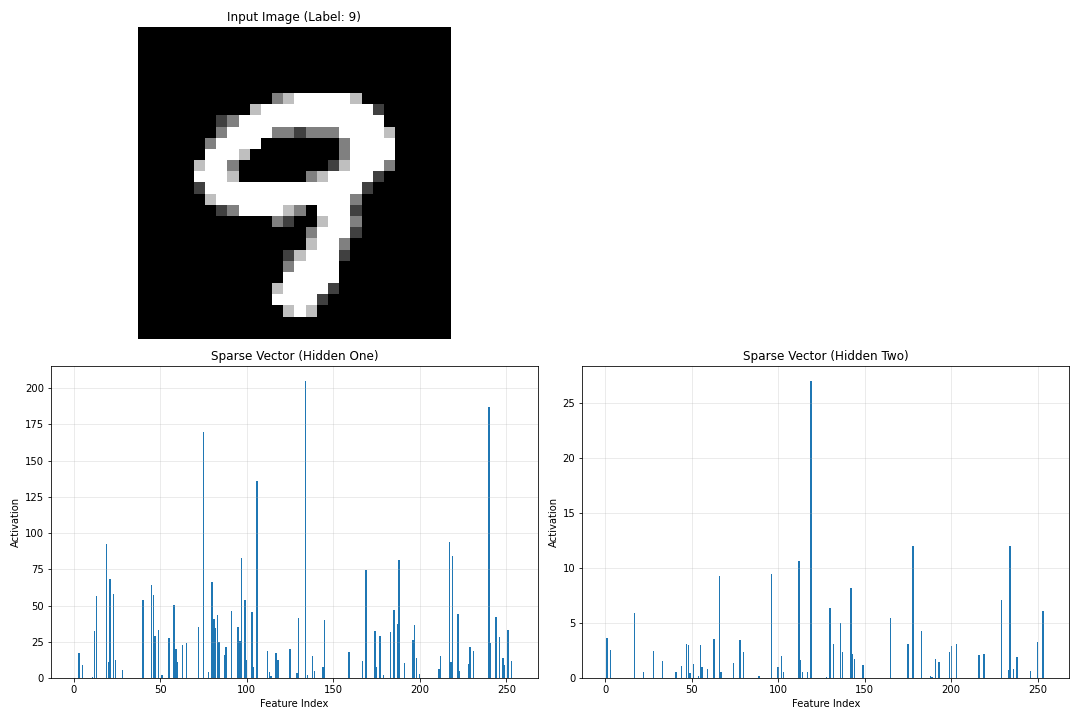 Input Image (Label: 9)
9
Sparse Vector (Hidden One)
Activation
200
175
150
125
100
75
50
25
0
0 50 100 150 200 250
Feature Index
Sparse Vector (Hidden Two)
Activation
25
20
15
10
5
0
0 50 100 150 200 250
Feature Index